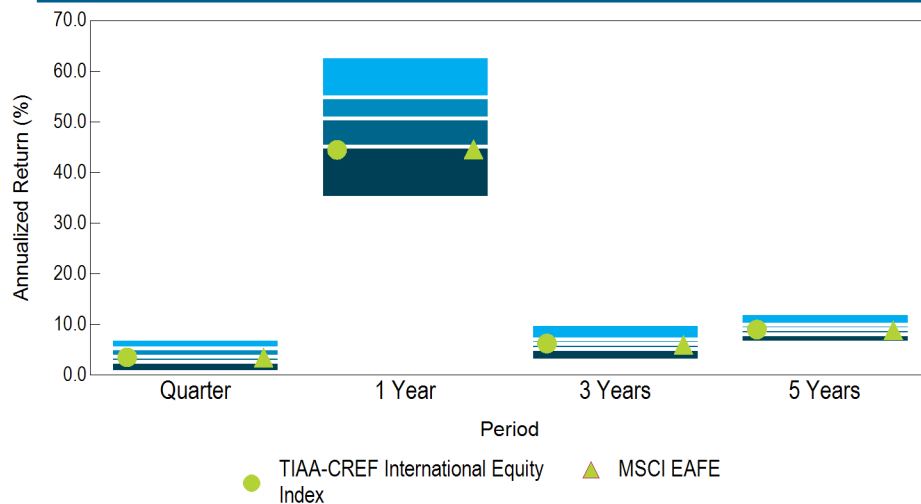 70.0
60.0
50.0
40.0
30.0
20.0
10.0
0.0
Annualized Return (%)
Quarter 1 Year 3 Years 5 Years
Period
TIAA-CREF International Equity
Index
MSCI EAFE